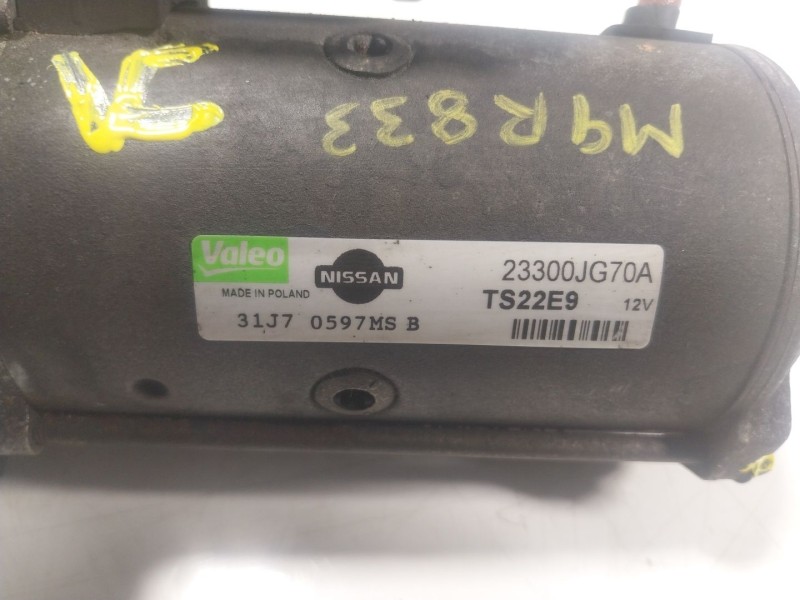 M9R833
Valeo
NISSAN
23300JG70A
MADE IN POLAND
TS22E9
12V
31J7 0597MS B